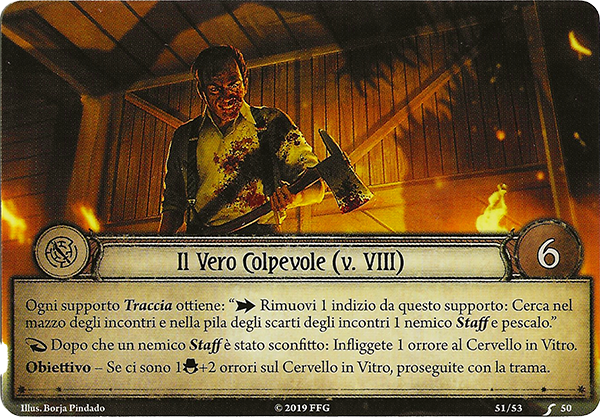 Il Vero Colpevole (v. VIII)
6
Ogni supporto Traccia ottiene: “ Rimuovi 1 indizio da questo supporto: Cerca nel
mazzo degli incontri e nella pila degli scarti degli incontri 1 nemico Staff e pescalo.”
Dopo che un nemico Staff è stato sconfitto: Infliggete 1 orrore al Cervello in Vitro.
Obiettivo – Se ci sono 1 +2 orrori sul Cervello in Vitro, proseguite con la trama.
Illus. Borja Pindado © 2019 FFG 51/53 50